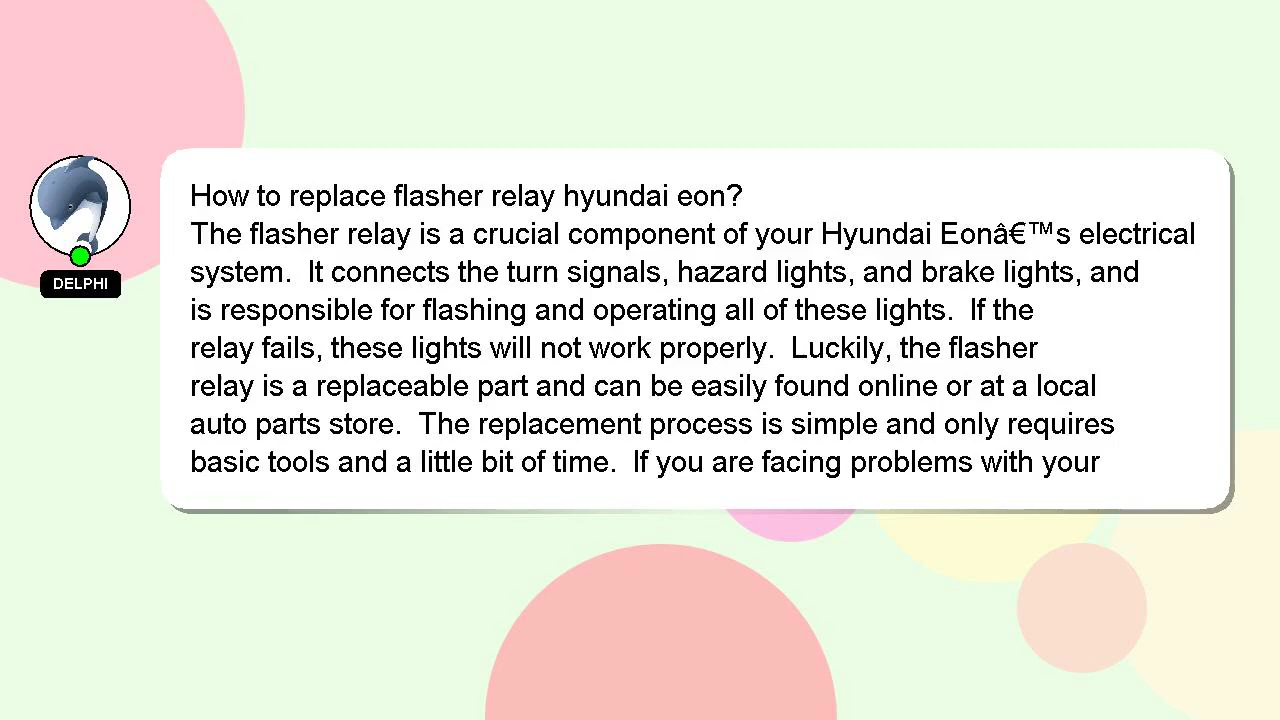 How to replace flasher relay hyundai eon?
The flasher relay is a crucial component of your Hyundai Eonâ€™s electrical
system.  It connects the turn signals, hazard lights, and brake lights, and
is responsible for flashing and operating all of these lights.  If the
relay fails, these lights will not work properly.  Luckily, the flasher
relay is a replaceable part and can be easily found online or at a local
auto parts store.  The replacement process is simple and only requires
basic tools and a little bit of time.  If you are facing problems with your
DELPHI